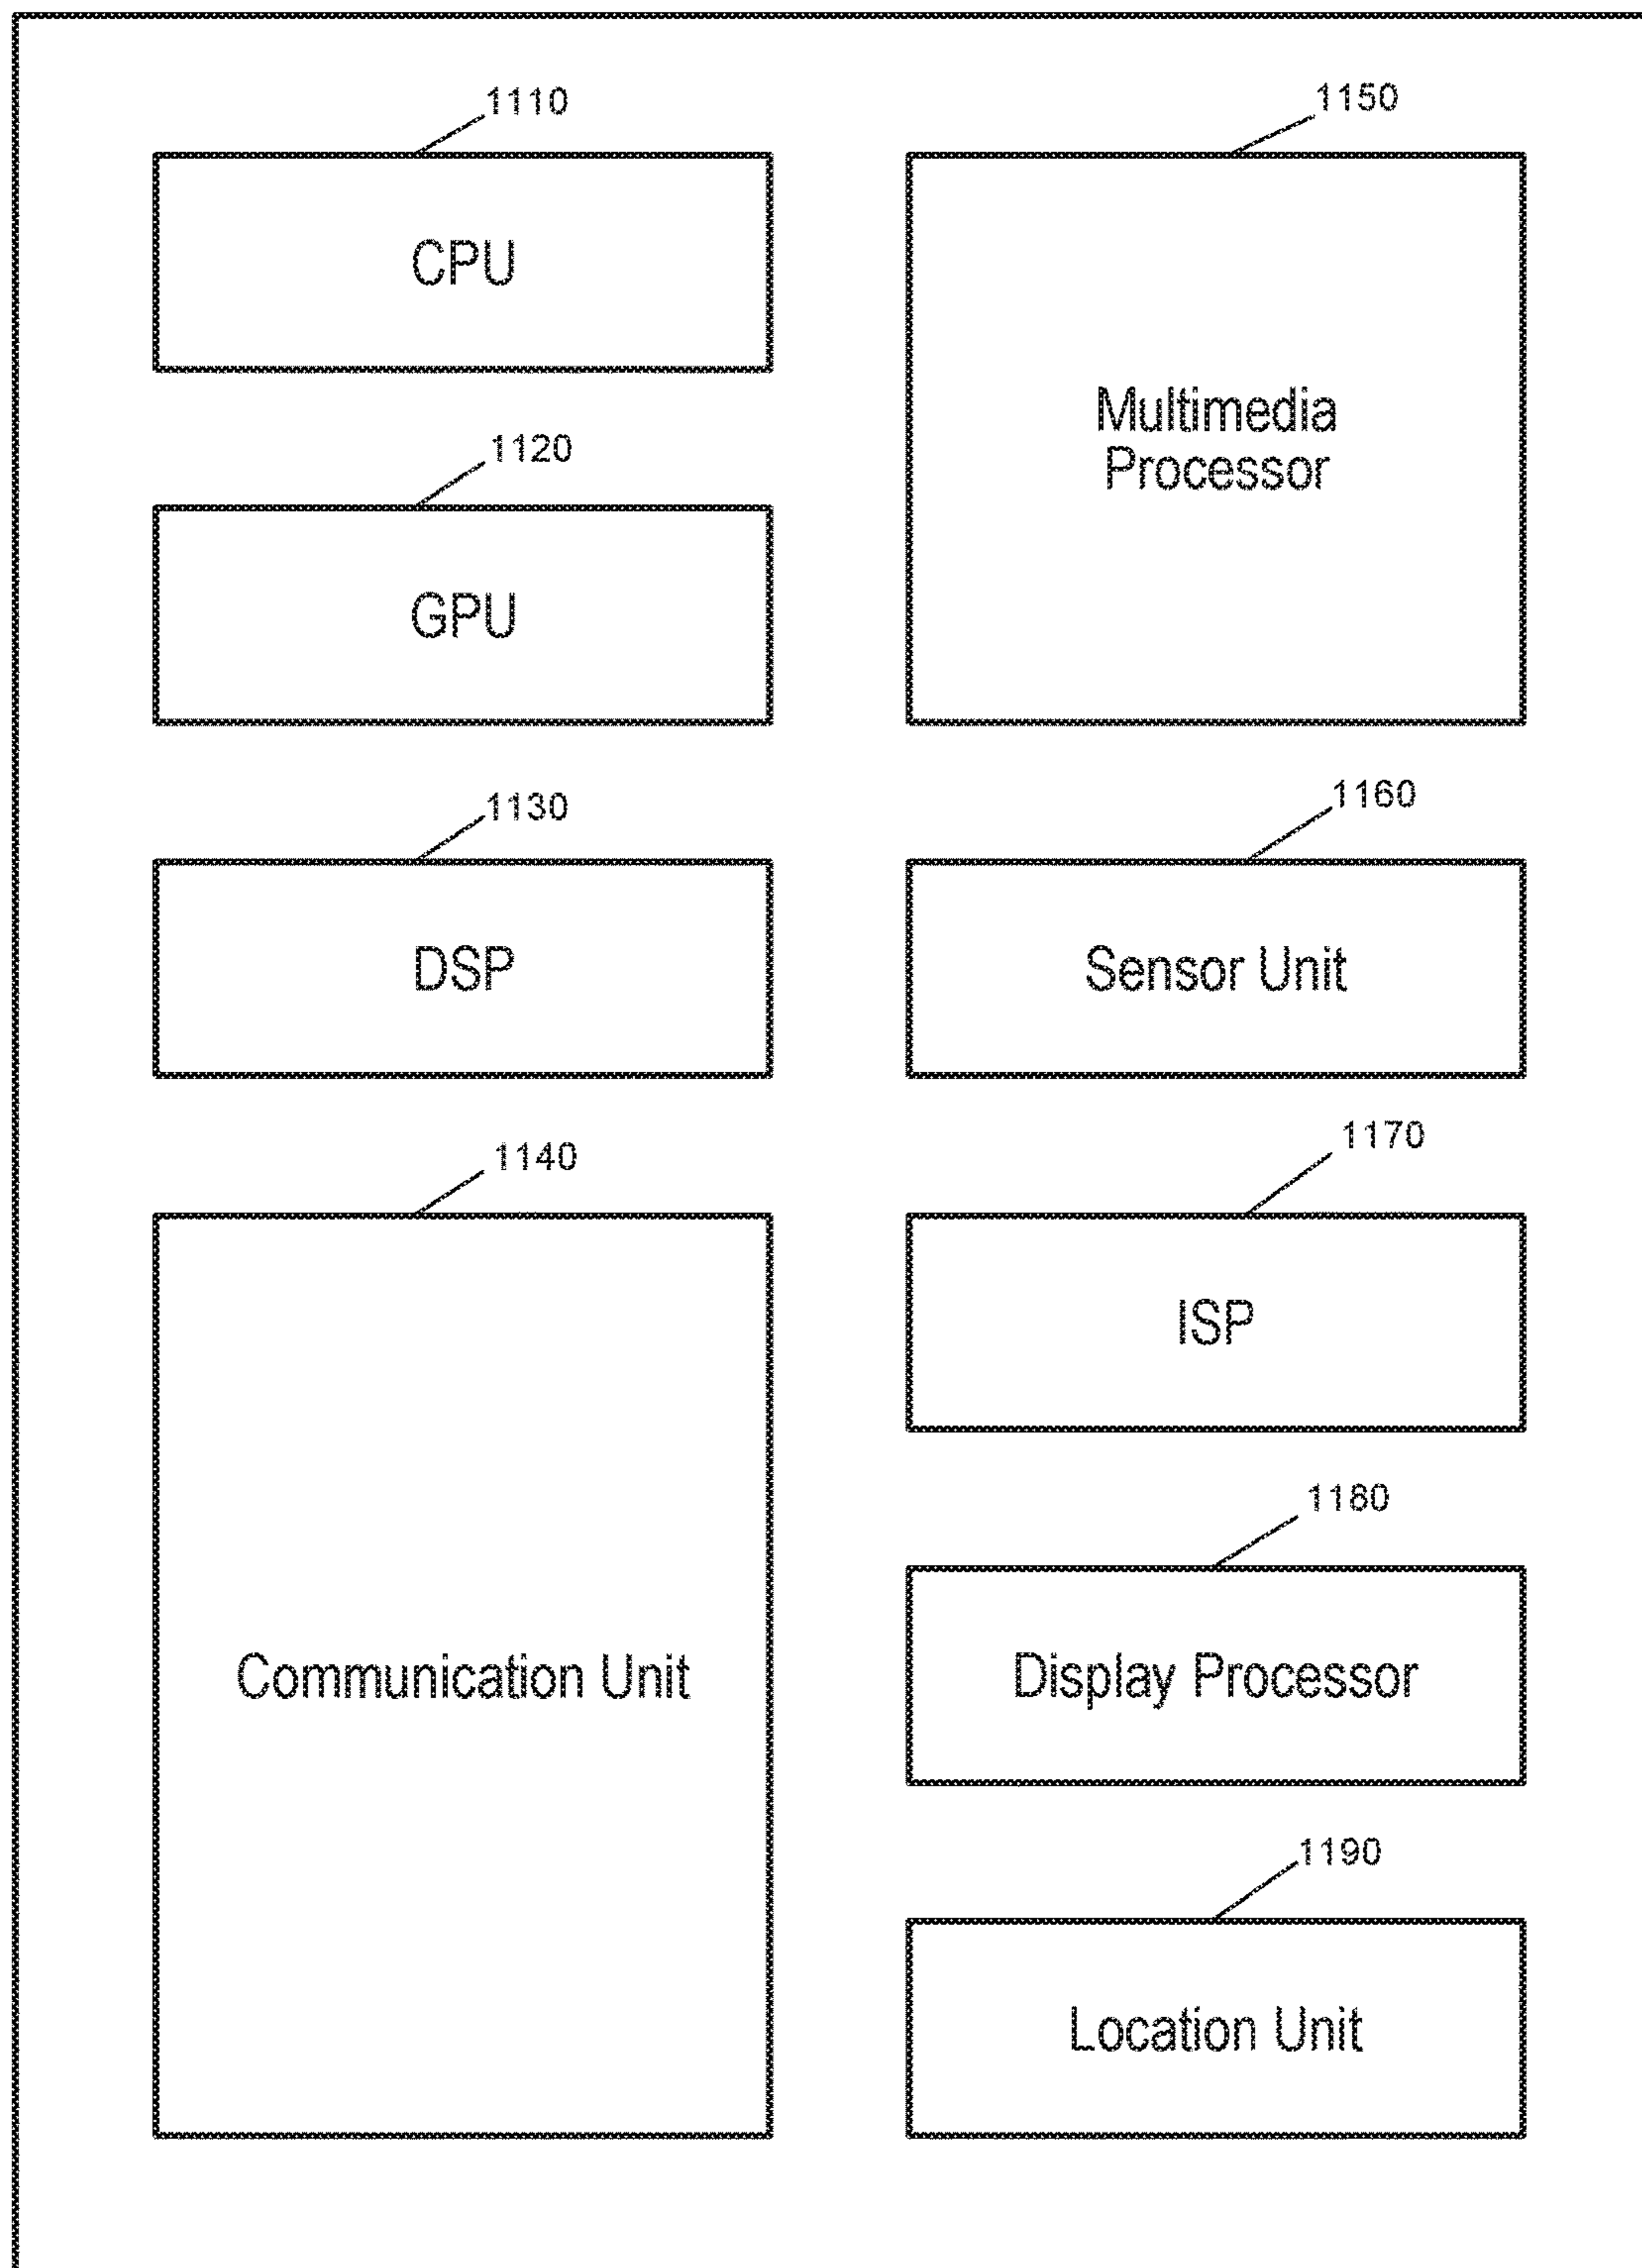 1110
CPU
1120
GPU
1130
DSP
1140
Communication Unit
1150
Multimedia
Processor
1160
Sensor Unit
1170
ISP
1180
Display Processor
1190
Location Unit